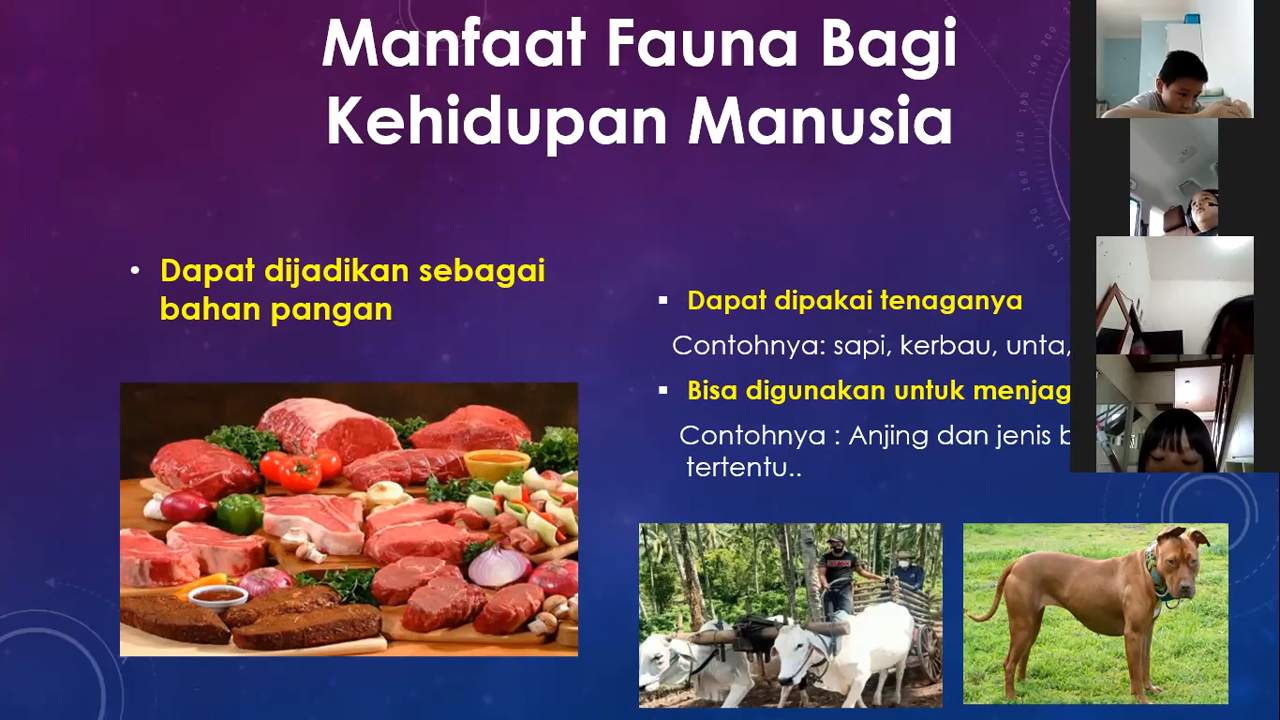 Manfaat Fauna Bagi
Kehidupan Manusia
• Dapat dijadikan sebagai
bahan pangan
▪ Dapat dipakai tenaganya
Contohnya: sapi, kerbau, unta,
▪ Bisa digunakan untuk
Contohnya : Anjing dan jenis
tertentu..